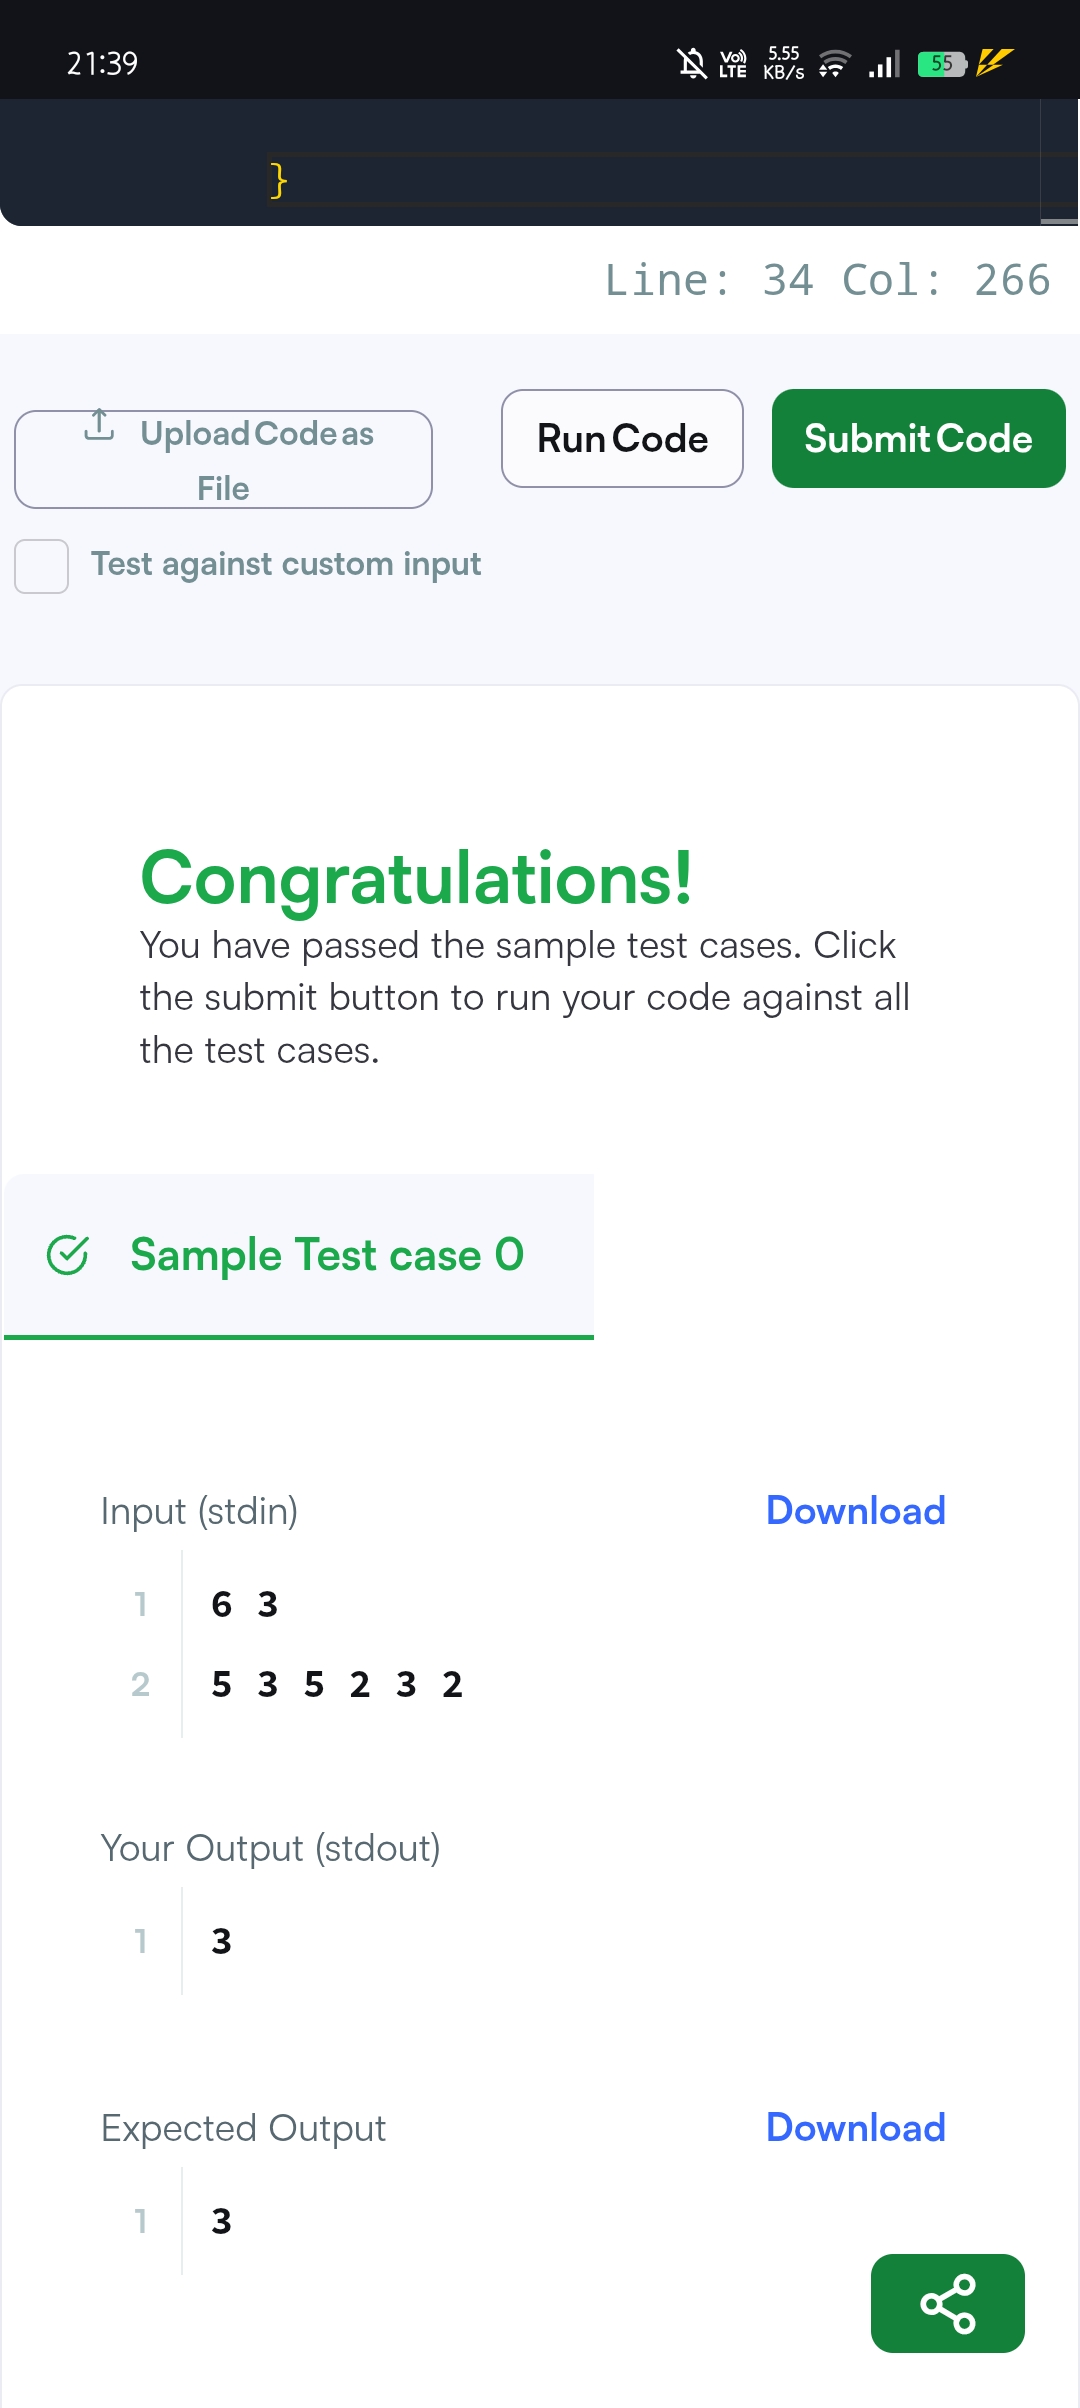 21:39
Vo)) LTE 5.55 KB/s 55
}
Line: 34 Col: 266
Upload Code as File
Run Code
Submit Code
Test against custom input
Congratulations!
You have passed the sample test cases. Click
the submit button to run your code against all
the test cases.
Sample Test case 0
Input (stdin)
Download
1 6 3
2 5 3 5 2 3 2
Your Output (stdout)
1 3
Expected Output
Download
1 3